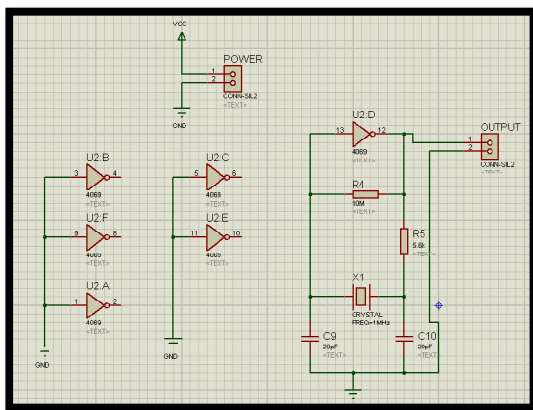 VCC
POWER
1
2
CONN-SIL2
<TEXT>
GND
U2:D
13 12
4069
<TEXT>
OUTPUT
1
2
CONN-SIL2
<TEXT>
U2:B
3 4
4069
<TEXT>
U2:C
5 6
4069
<TEXT>
R4
10M
<TEXT>
U2:F
9 8
4069
<TEXT>
U2:E
11 10
4069
<TEXT>
R5
5.6k
<TEXT>
U2:A
1 2
4069
<TEXT>
X1
CRYSTAL
FREQ=1MHz
C9
20pF
<TEXT>
C10
20pF
<TEXT>
GND
GND